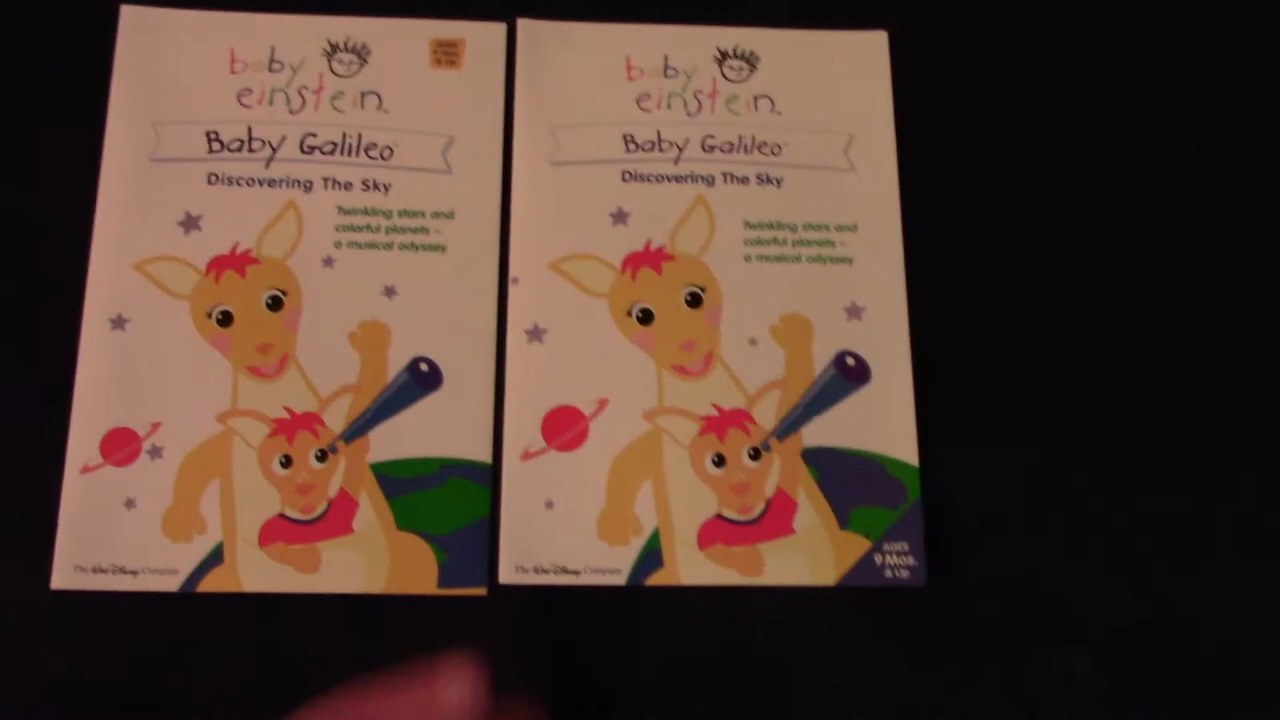 baby
einstein.
Baby Galileo
Discovering The Sky
Twinkling stars and
colorful planets –
a musical odyssey
The Walt Disney Company
baby
einstein.
Baby Galileo
Discovering The Sky
Twinkling stars and
colorful planets –
a musical odyssey
AGES
9 Mos.
& Up
The Walt Disney Company